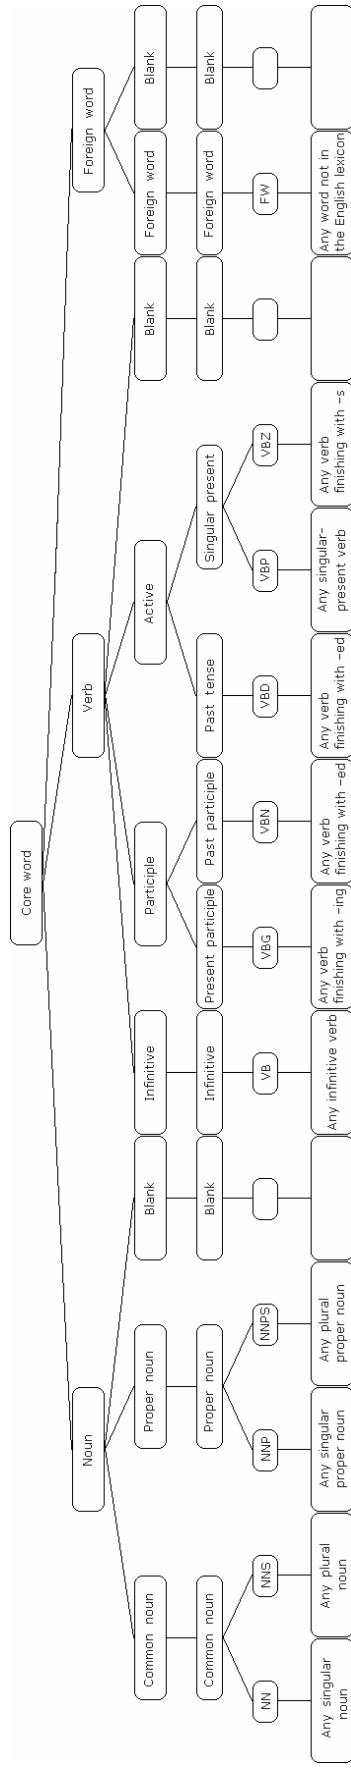 Core word
Noun
Verb
Foreign word
Common noun
Proper noun
Blank
Infinitive
Participle
Active
Blank
Foreign word
Blank
Common noun
Proper noun
Blank
Infinitive
Present participle
Past participle
Past tense
Singular present
Blank
Foreign word
Blank
NN
NNS
NNP
NNPS
VB
VBG
VBN
VBD
VBP
VBZ
FW
Any singular
noun
Any plural
noun
Any singular
proper noun
Any plural
proper noun
Any infinitive verb
Any verb
finishing with -ing
Any verb
finishing with -ed
Any verb
finishing with -ed
Any singular-
present verb
Any verb
finishing with -s
Any word not in
the English lexicon